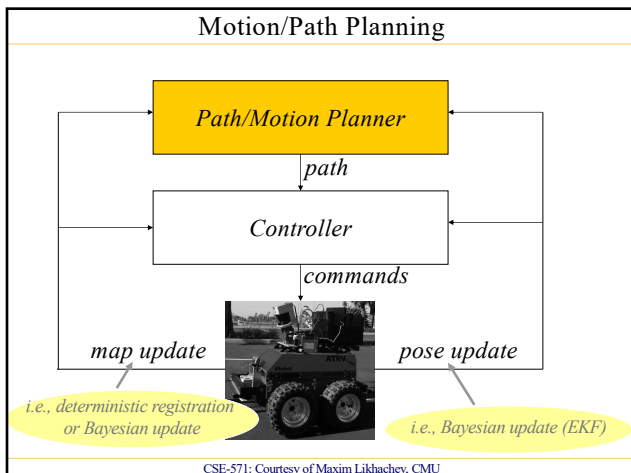 Motion/Path Planning
Path/Motion Planner
path
Controller
commands
map update
pose update
ATRV
i.e., deterministic registration
or Bayesian update
i.e., Bayesian update (EKF)
CSE-571: Courtesy of Maxim Likhachev, CMU